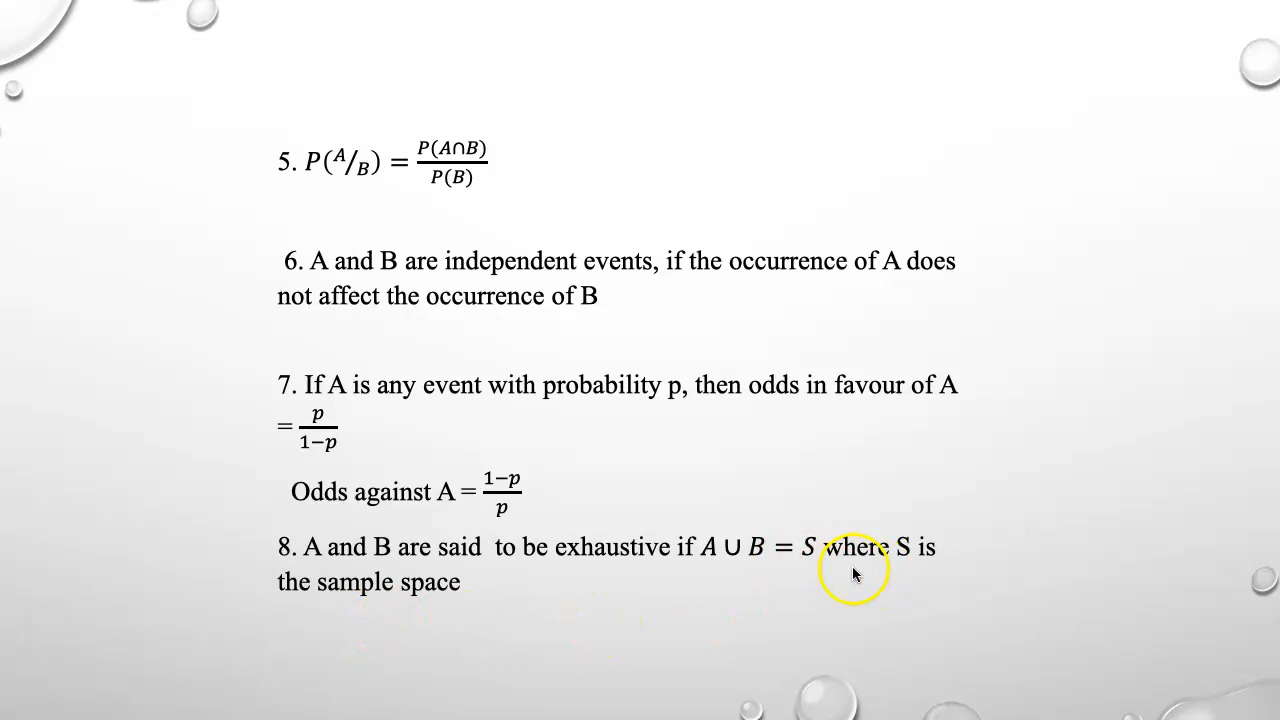 5. P(A/B) = P(A∩B)/P(B)
6. A and B are independent events, if the occurrence of A does
not affect the occurrence of B
7. If A is any event with probability p, then odds in favour of A
= p/1−p
Odds against A = 1−p/p
8. A and B are said to be exhaustive if A ∪ B = S where S is
the sample space